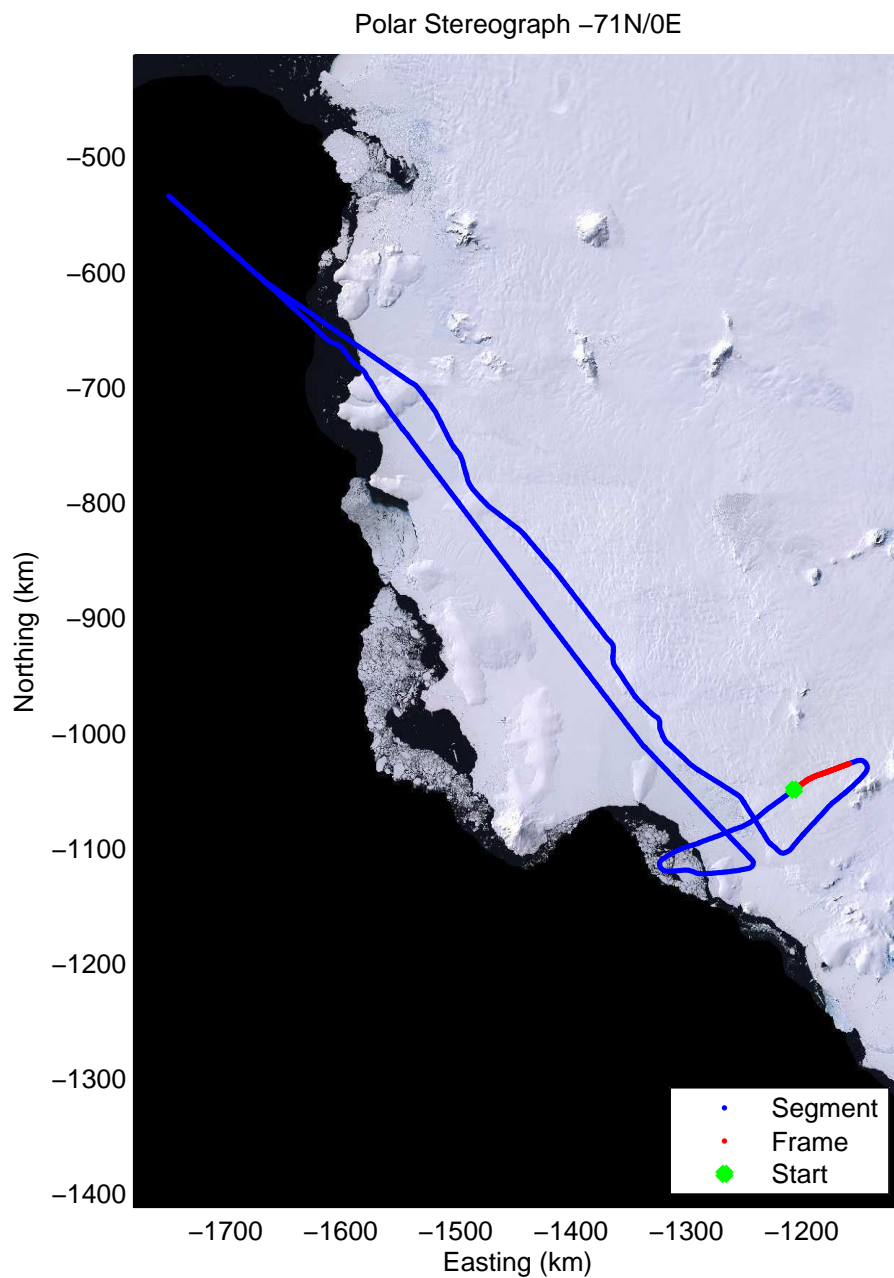 Polar Stereograph −71N/0E
−500
−600
−700
−800
−900
−1000
−1100
−1200
−1300
−1400
Northing (km)
Segment
Frame
Start
−1700 −1600 −1500 −1400 −1300 −1200
Easting (km)